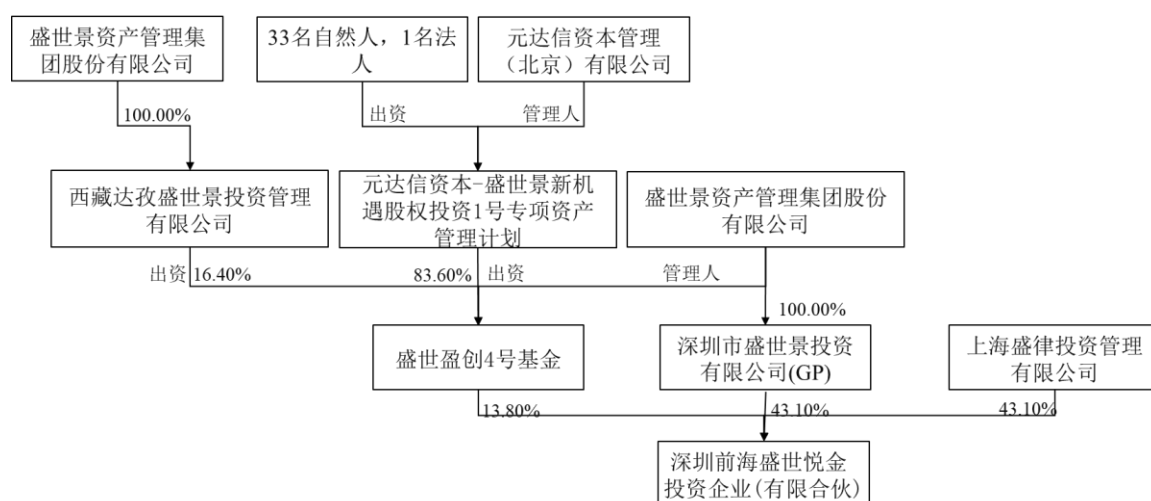 盛世景资产管理集
团股份有限公司
33名自然人，1名法
人
元达信资本管理
（北京）有限公司
100.00%
出资
管理人
西藏达孜盛世景投资管理
有限公司
元达信资本-盛世景新机
遇股权投资1号专项资产
管理计划
盛世景资产管理集团股份
有限公司
出资
16.40%
83.60%
出资
管理人
100.00%
盛世盈创4号基金
深圳市盛世景投资
有限公司(GP)
上海盛律投资管理
有限公司
13.80%
43.10%
43.10%
深圳前海盛世悦金
投资企业(有限合伙)